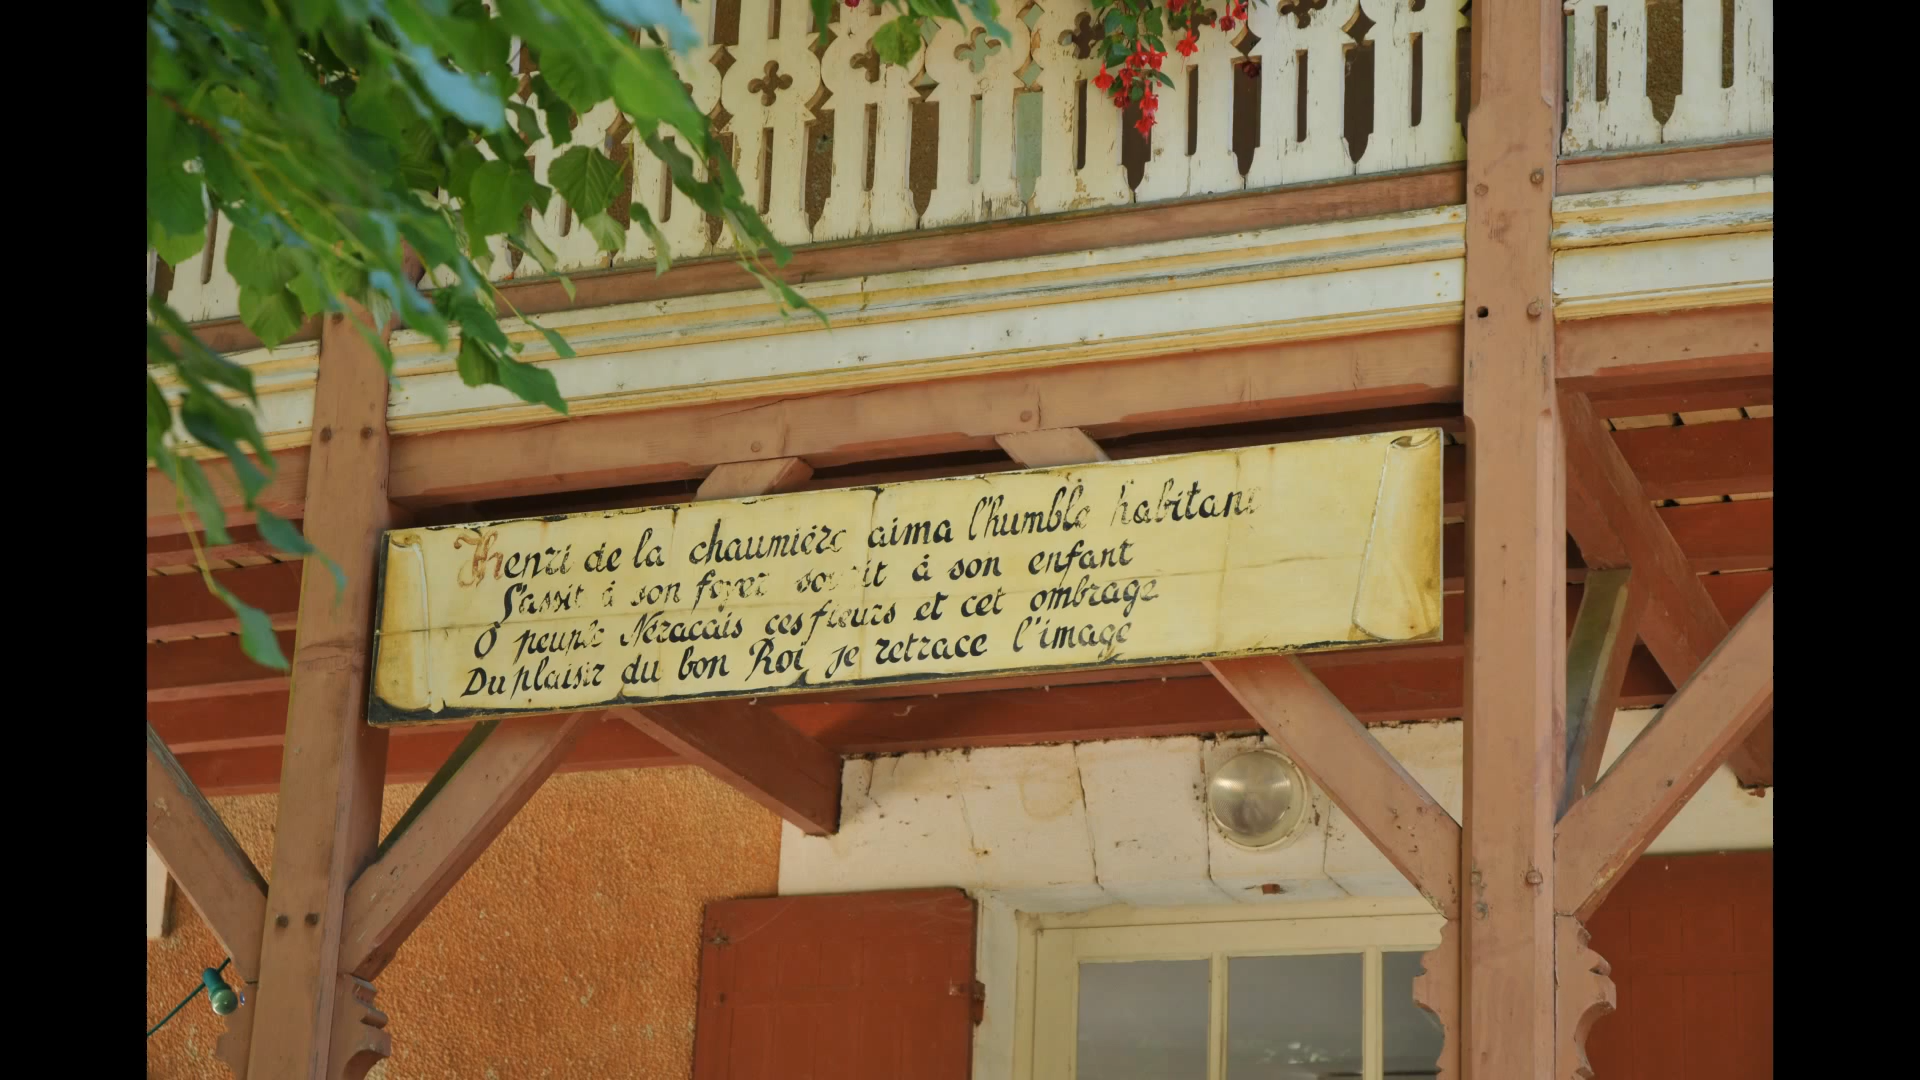 Henri de la chaumière aima l'humble habitant
S'assit à son foyer sourit à son enfant
O peuple Néracais ces fleurs et cet ombrage
Du plaisir du bon Roi je retrace l'image